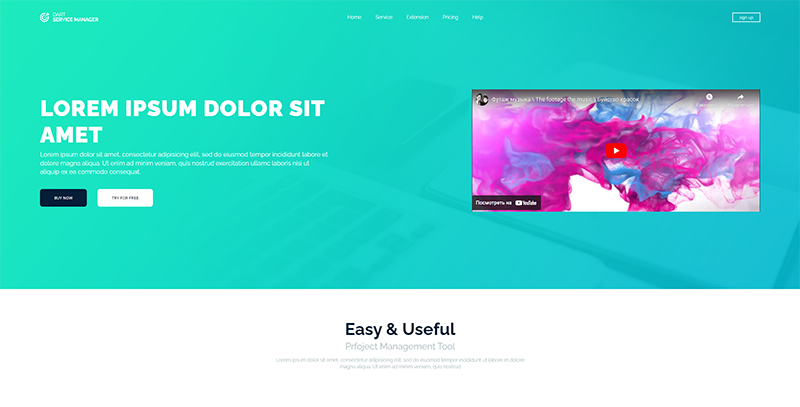 DART
SERVICE MANAGER
Home
Service
Extension
Pricing
Help
sign up
LOREM IPSUM DOLOR SIT
AMET
Lorem ipsum dolor sit amet, consectetur adipisicing elit, sed do eiusmod tempor incididunt labore et
dolore magna aliqua. Ut enim ad minim veniam, quis nostrud exercitation ullamc laboris nisi ut
aliquip ex ea commodo consequat.
BUY NOW
TRY FOR FREE
Футаж музыка \ The footage the music \ Буйство красок
Посмотреть на YouTube
Easy & Useful
Prfoject Management Tool
Lorem ipsum dolor sit amet, consectetur adipisicing elit, sed do eiusmod tempor incididunt labore et dolore magna aliqua.
Ut enim ad minim veniam, quis nostrud